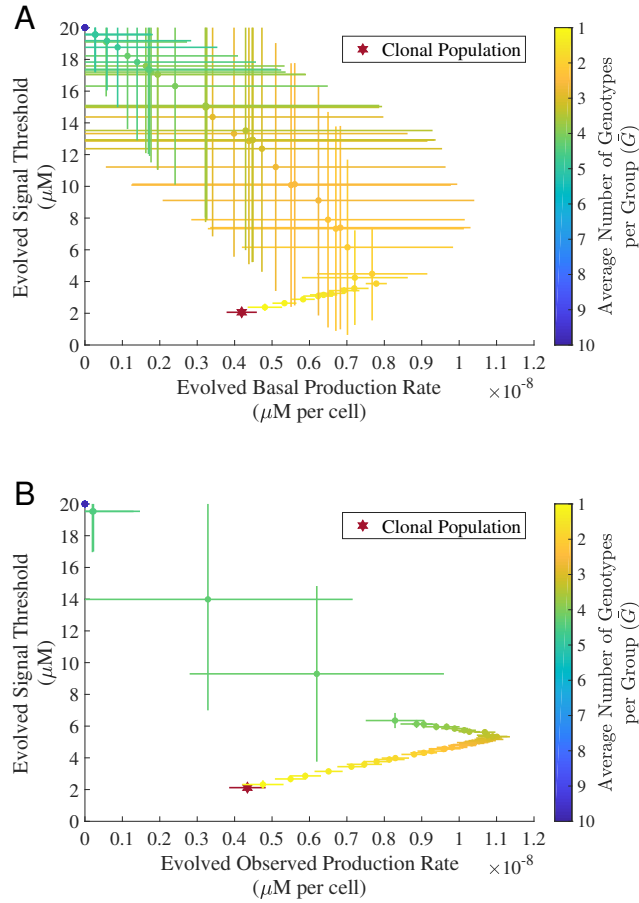 A
20
18
16
14
12
10
8
6
4
2
0
Evolved Signal Threshold
(μM)
0 0.1 0.2 0.3 0.4 0.5 0.6 0.7 0.8 0.9 1 1.1 1.2
Evolved Basal Production Rate
(μM per cell)
×10⁻⁸
Clonal Population
1
2
3
4
5
6
7
8
9
10
Average Number of Genotypes
per Group (Ḡ)
B
20
18
16
14
12
10
8
6
4
2
0
Evolved Signal Threshold
(μM)
0 0.1 0.2 0.3 0.4 0.5 0.6 0.7 0.8 0.9 1 1.1 1.2
Evolved Observed Production Rate
(μM per cell)
×10⁻⁸
Clonal Population
1
2
3
4
5
6
7
8
9
10
Average Number of Genotypes
per Group (Ḡ)